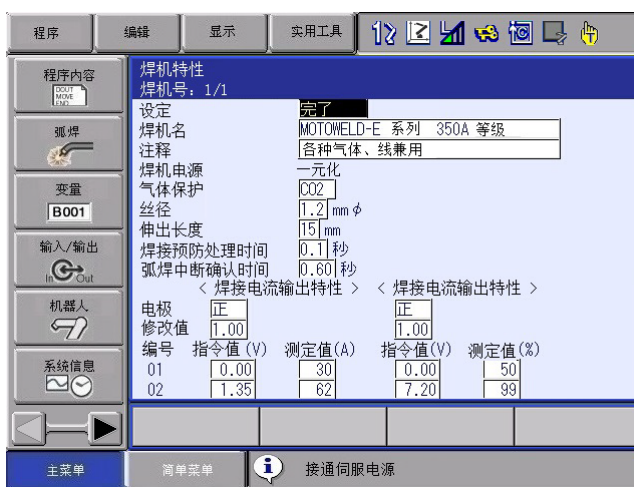 程序 编辑 显示 实用工具
程序内容
DOUT
MOVE
END
弧焊
变量
B001
输入/输出
In Out
机器人
系统信息
焊机特性
焊机号: 1/1
设定 完了
焊机名 MOTOWELD-E 系列 350A 等级
注释 各种气体、线兼用
焊机电源 一元化
气体保护 CO2
丝径 1.2 mmφ
伸出长度 15 mm
焊接预防处理时间 0.1 秒
弧焊中断确认时间 0.60 秒
< 焊接电流输出特性 > < 焊接电流输出特性 >
电极 正 正
修改值 1.00 1.00
编号 指令值(V) 测定值(A) 指令值(V) 测定值(%)
01 0.00 30 0.00 50
02 1.35 62 7.20 99
主菜单 简单菜单 接通伺服电源